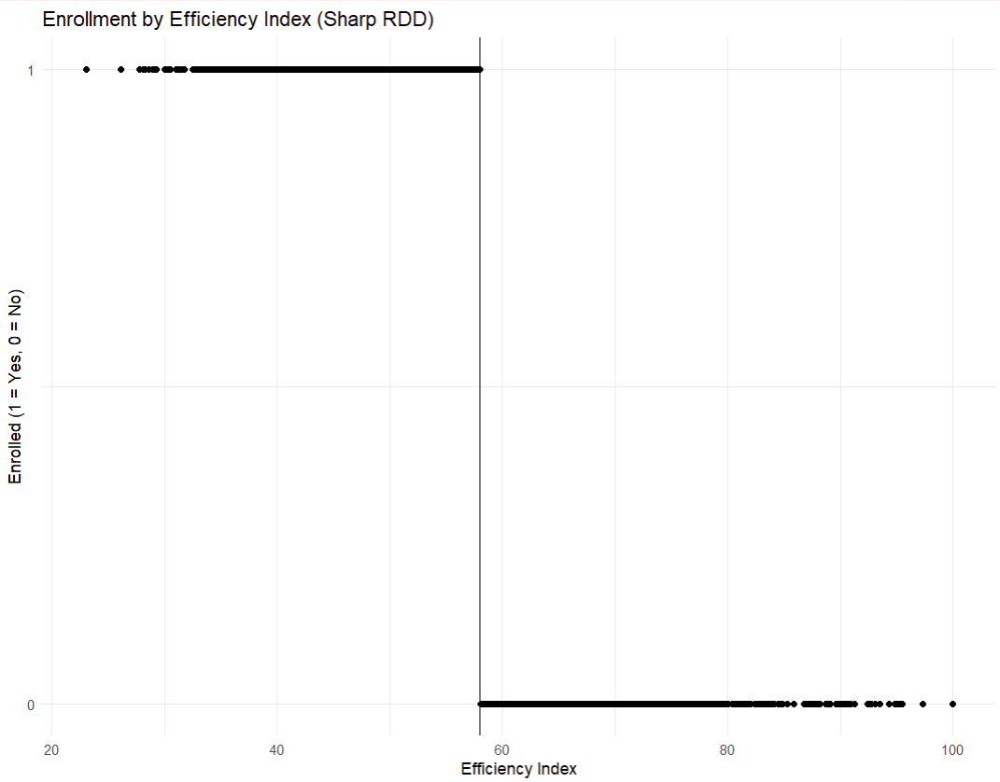 Enrollment by Efficiency Index (Sharp RDD)
1
Enrolled (1 = Yes, 0 = No)
0
20 40 60 80 100
Efficiency Index